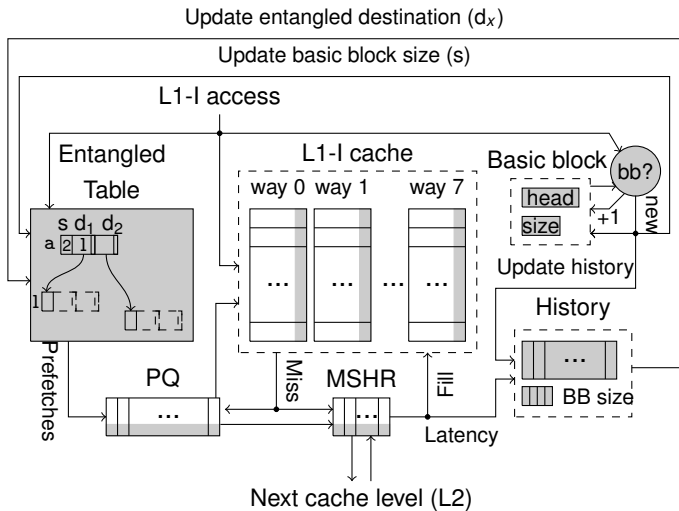 Update entangled destination (dx)
Update basic block size (s)
L1-I access
Entangled
Table
L1-I cache
Basic block
bb?
way 0 way 1 way 7
head
size
+1
new
s d1 d2
a 2 1
... ... ... ...
l
Update history
History
...
BB size
Prefetches
PQ
...
Miss
MSHR
...
Fill
Latency
Next cache level (L2)